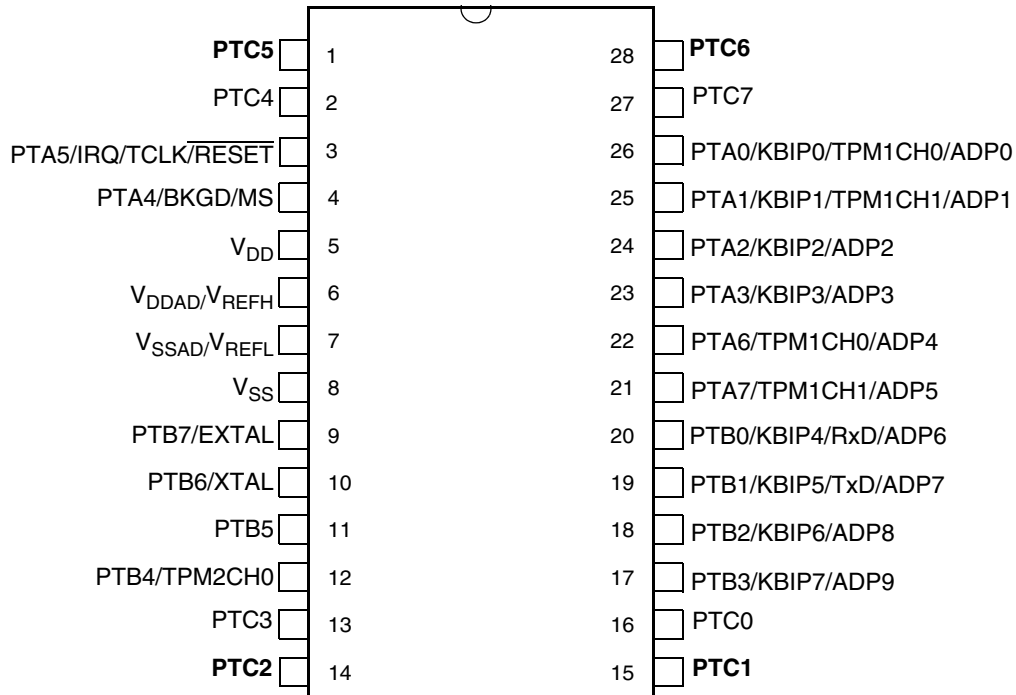 PTC5 1 28 PTC6
PTC4 2 27 PTC7
PTA5/IRQ/TCLK/RESET 3 26 PTA0/KBIP0/TPM1CH0/ADP0
PTA4/BKGD/MS 4 25 PTA1/KBIP1/TPM1CH1/ADP1
VDD 5 24 PTA2/KBIP2/ADP2
VDDAD/VREFH 6 23 PTA3/KBIP3/ADP3
VSSAD/VREFL 7 22 PTA6/TPM1CH0/ADP4
VSS 8 21 PTA7/TPM1CH1/ADP5
PTB7/EXTAL 9 20 PTB0/KBIP4/RxD/ADP6
PTB6/XTAL 10 19 PTB1/KBIP5/TxD/ADP7
PTB5 11 18 PTB2/KBIP6/ADP8
PTB4/TPM2CH0 12 17 PTB3/KBIP7/ADP9
PTC3 13 16 PTC0
PTC2 14 15 PTC1